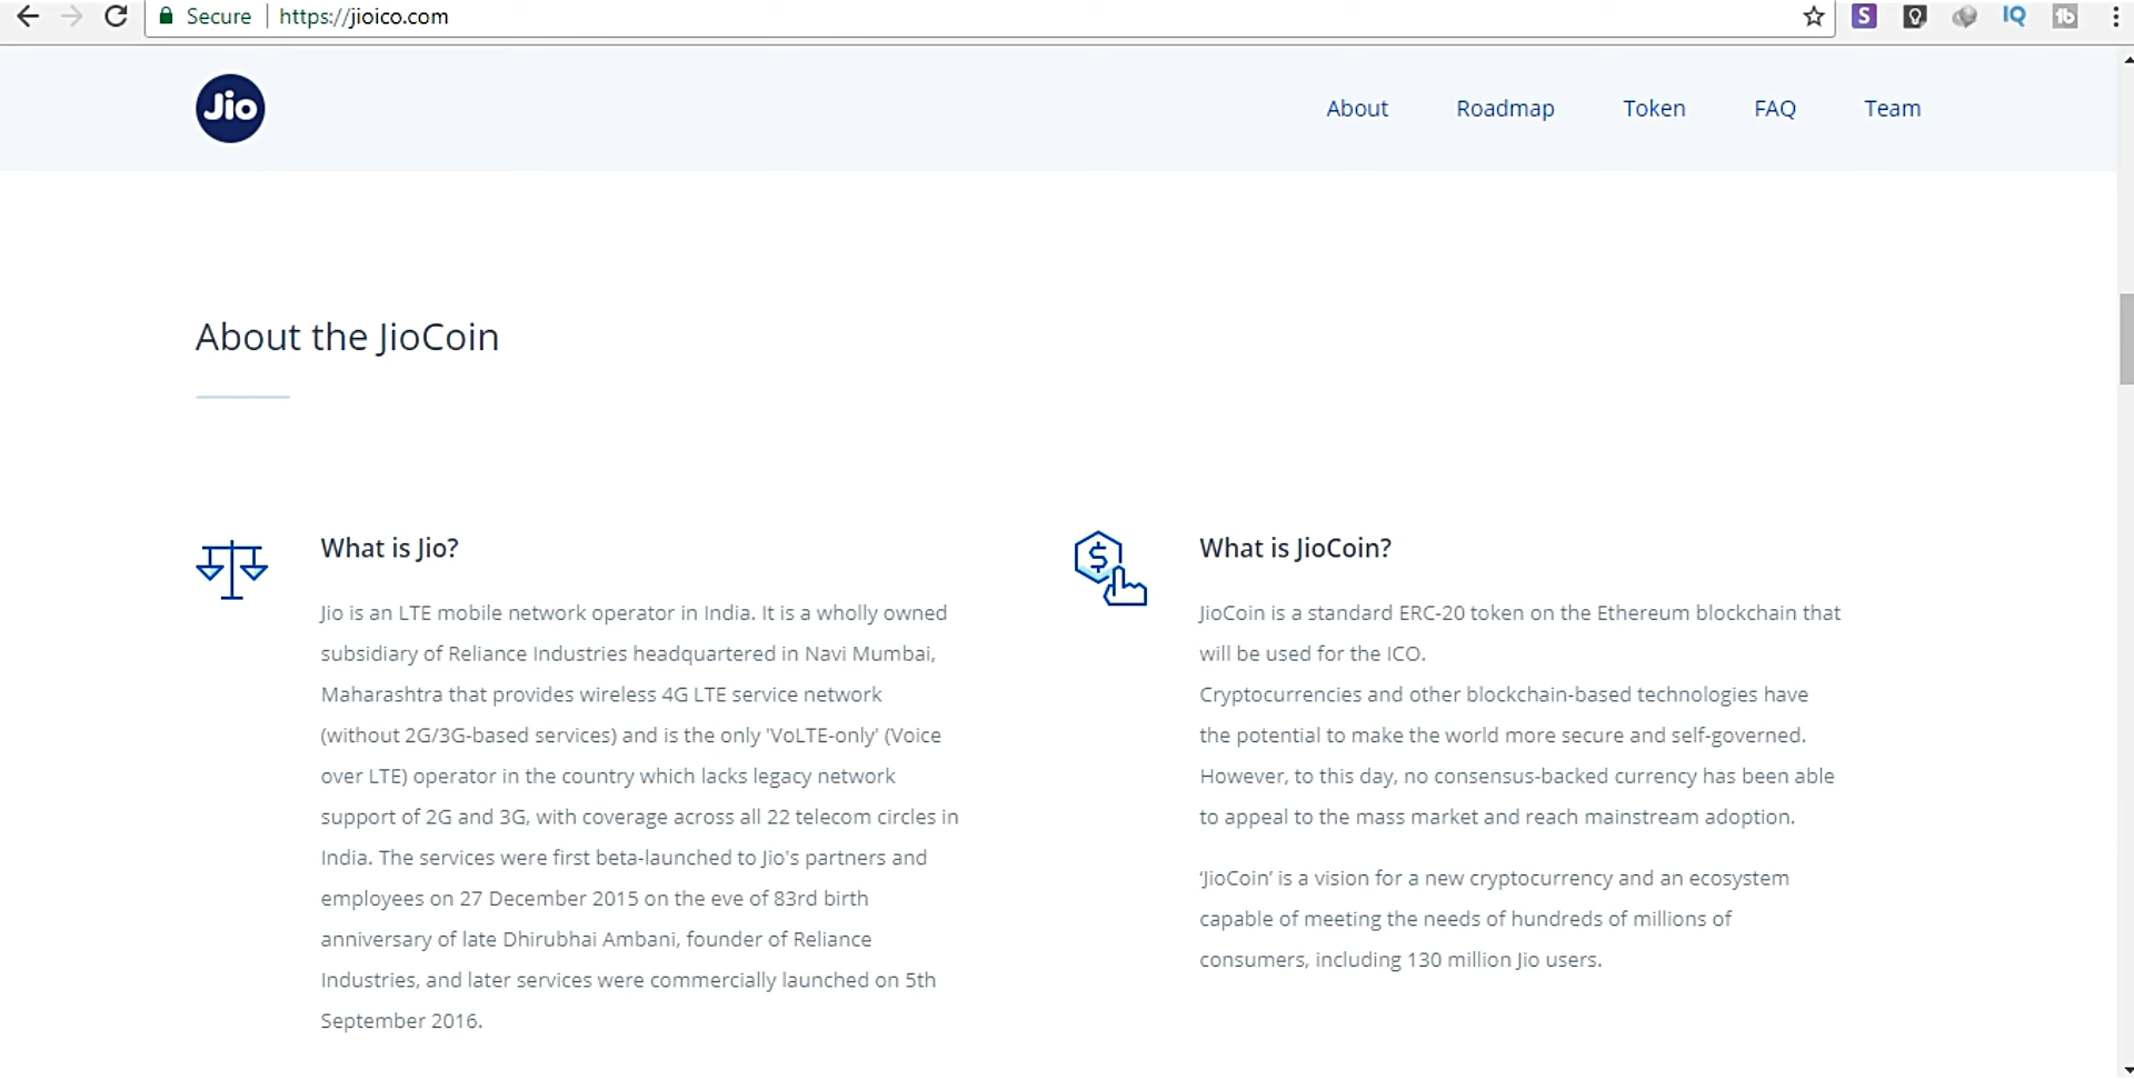 Secure | https://jioico.com
S IQ tb
Jio
About Roadmap Token FAQ Team
About the JioCoin
What is Jio?
Jio is an LTE mobile network operator in India. It is a wholly owned
subsidiary of Reliance Industries headquartered in Navi Mumbai,
Maharashtra that provides wireless 4G LTE service network
(without 2G/3G-based services) and is the only 'VoLTE-only' (Voice
over LTE) operator in the country which lacks legacy network
support of 2G and 3G, with coverage across all 22 telecom circles in
India. The services were first beta-launched to Jio's partners and
employees on 27 December 2015 on the eve of 83rd birth
anniversary of late Dhirubhai Ambani, founder of Reliance
Industries, and later services were commercially launched on 5th
September 2016.
$
What is JioCoin?
JioCoin is a standard ERC-20 token on the Ethereum blockchain that
will be used for the ICO.
Cryptocurrencies and other blockchain-based technologies have
the potential to make the world more secure and self-governed.
However, to this day, no consensus-backed currency has been able
to appeal to the mass market and reach mainstream adoption.
‘JioCoin’ is a vision for a new cryptocurrency and an ecosystem
capable of meeting the needs of hundreds of millions of
consumers, including 130 million Jio users.